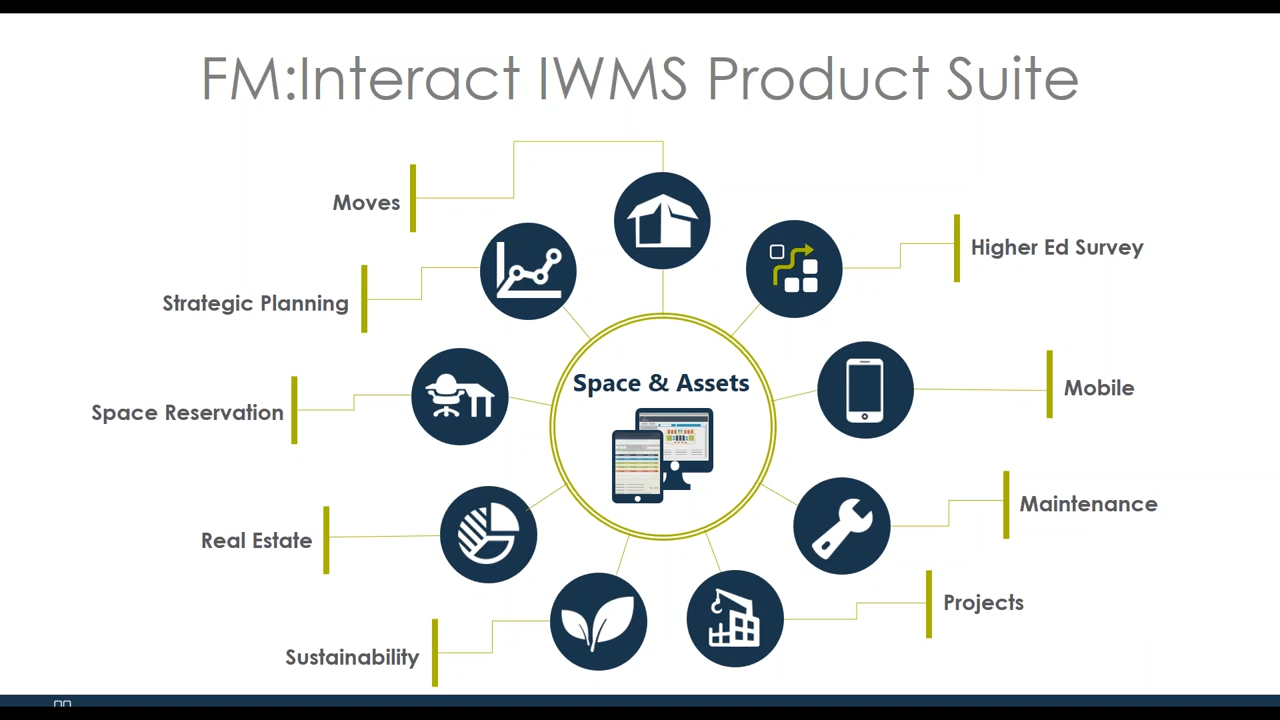 FM:Interact IWMS Product Suite
Moves
Higher Ed Survey
Strategic Planning
Space & Assets
Mobile
Space Reservation
Maintenance
Real Estate
Projects
Sustainability